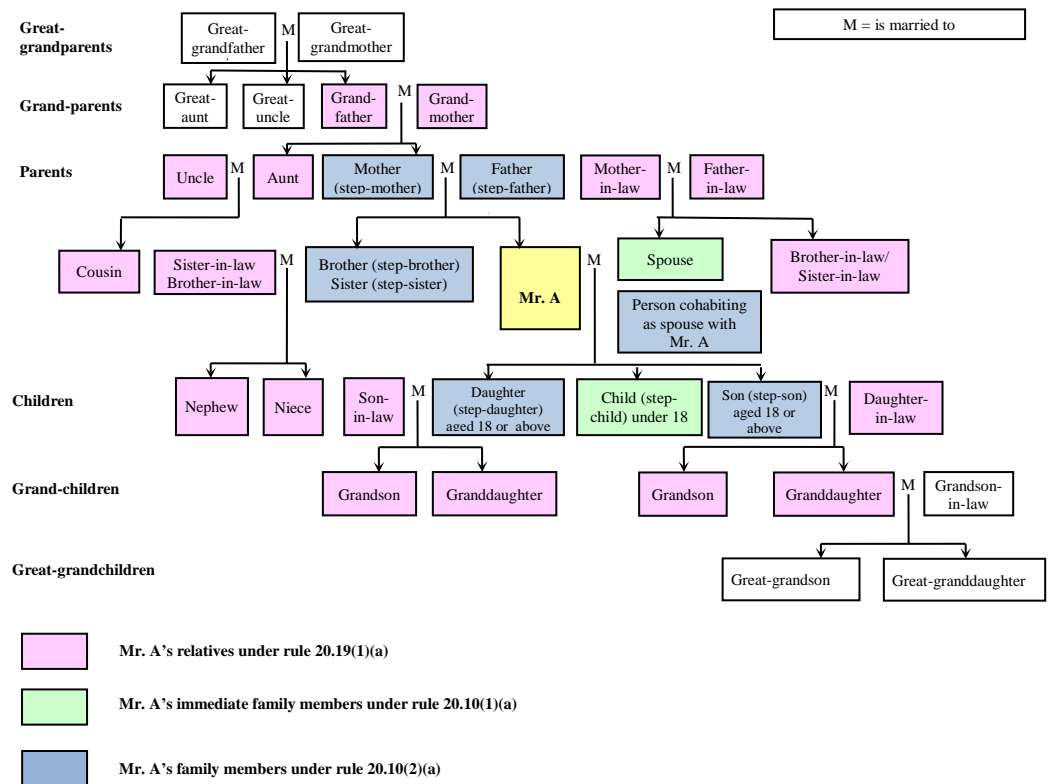 Great-
grandparents
Great-
grandfather
M
Great-
grandmother
M = is married to
Grand-parents
Great-
aunt
Great-
uncle
Grand-
father
M
Grand-
mother
Parents
Uncle
M
Aunt
Mother
(step-mother)
M
Father
(step-father)
Mother-
in-law
M
Father-
in-law
Cousin
Sister-in-law
Brother-in-law
M
Brother (step-brother)
Sister (step-sister)
Mr. A
M
Spouse
Brother-in-law/
Sister-in-law
Person cohabiting
as spouse with
Mr. A
Children
Nephew
Niece
Son-
in-law
M
Daughter
(step-daughter)
aged 18 or above
Child (step-
child) under 18
Son (step-son)
aged 18 or
above
M
Daughter-
in-law
Grand-children
Grandson
Granddaughter
Grandson
Granddaughter
M
Grandson-
in-law
Great-grandchildren
Great-grandson
Great-granddaughter
Mr. A's relatives under rule 20.19(1)(a)
Mr. A's immediate family members under rule 20.10(1)(a)
Mr. A's family members under rule 20.10(2)(a)